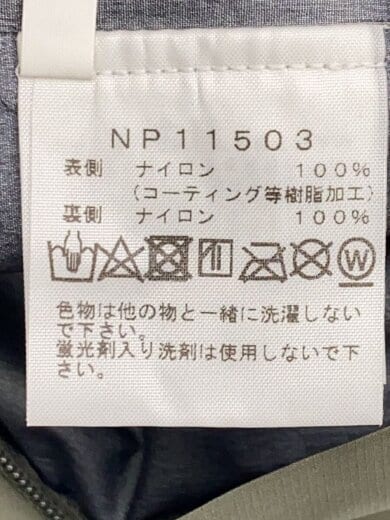 NP11503
表側 ナイロン 100%
(コーティング等樹脂加工)
裏側 ナイロン 100%
W
色物は他の物と一緒に洗濯しない
で下さい。
蛍光剤入り洗剤は使用しないで下
さい。